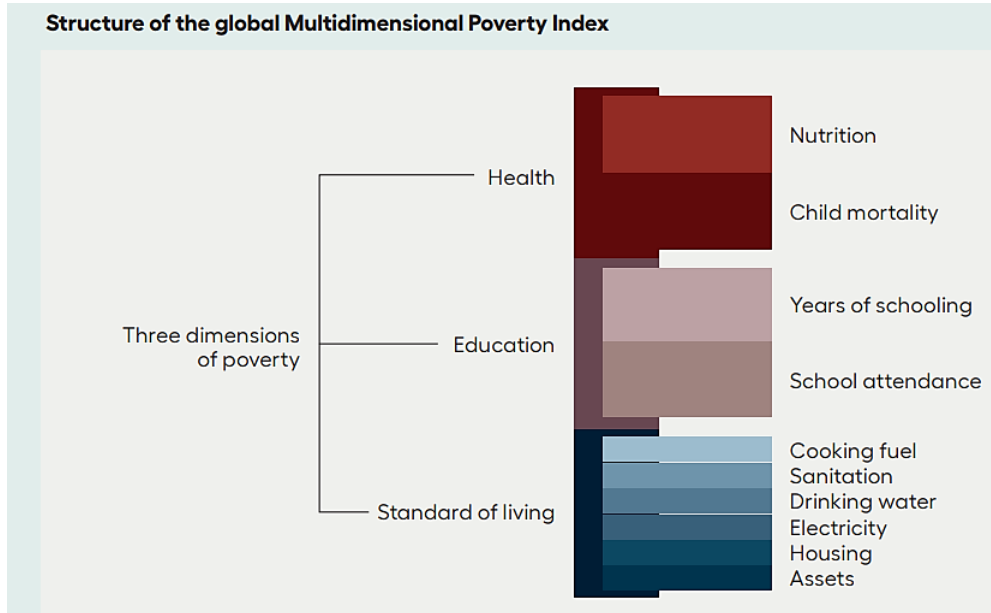 Structure of the global Multidimensional Poverty Index
Three dimensions
of poverty
Health
Nutrition
Child mortality
Education
Years of schooling
School attendance
Standard of living
Cooking fuel
Sanitation
Drinking water
Electricity
Housing
Assets